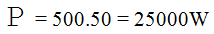 P = 500.50 = 25000W